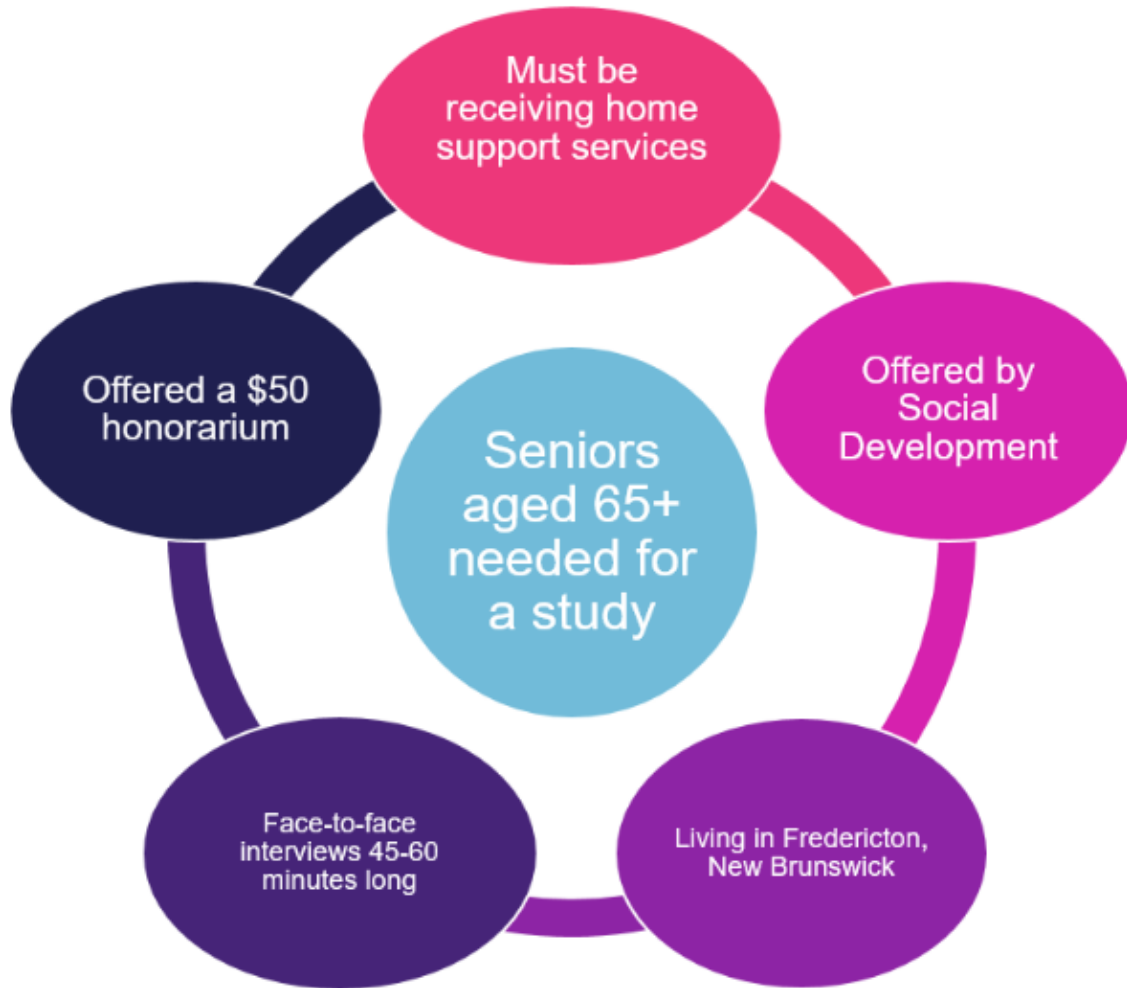 Must be
receiving home
support services
Offered by
Social
Development
Living in Fredericton,
New Brunswick
Face-to-face
interviews 45-60
minutes long
Offered a $50
honorarium
Seniors
aged 65+
needed for
a study